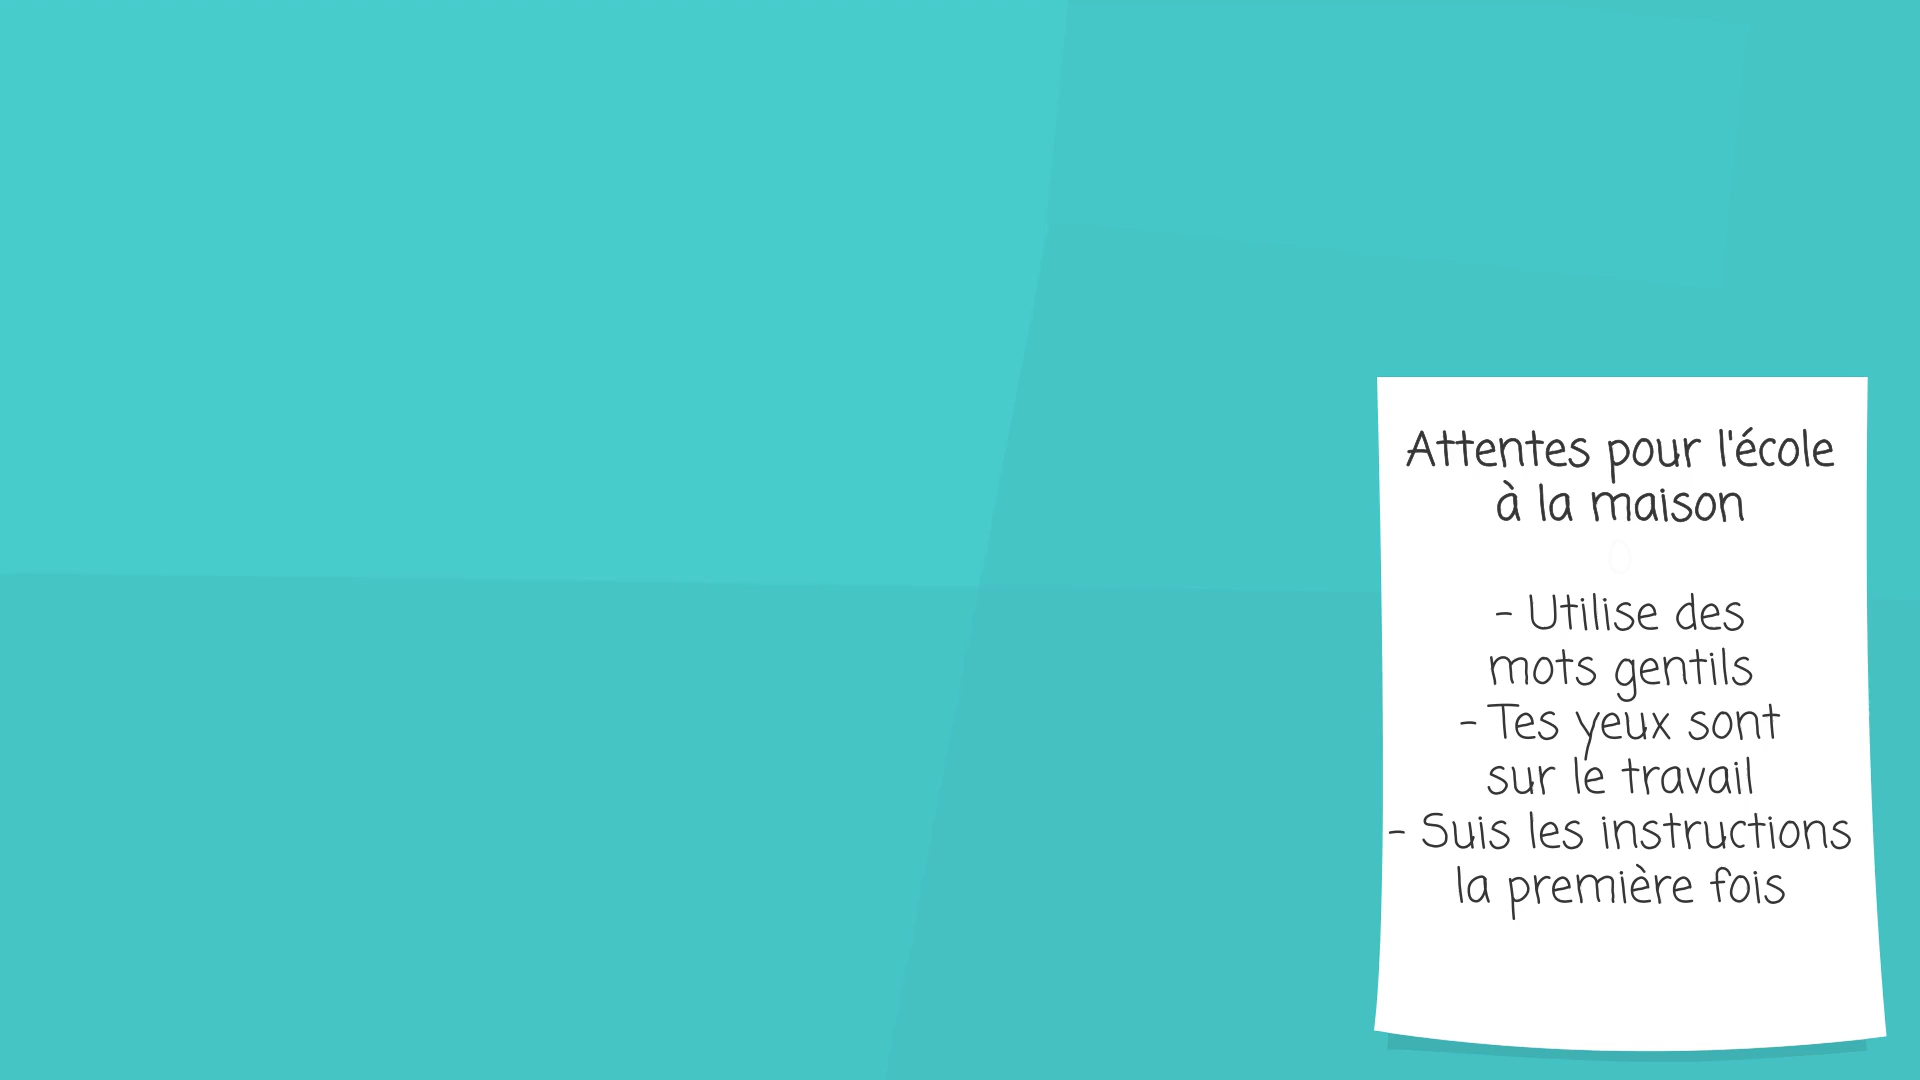 Attentes pour l'école
à la maison
- Utilise des
mots gentils
- Tes yeux sont
sur le travail
- Suis les instructions
la première fois